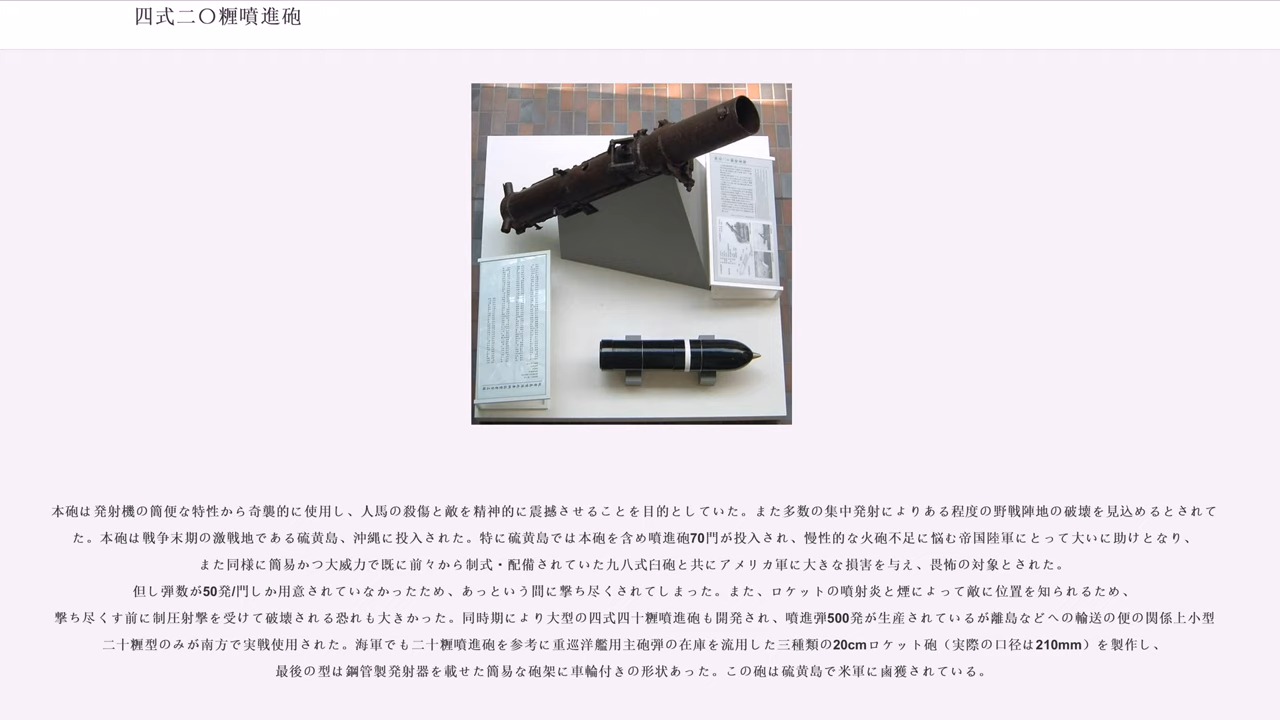 四式二〇糎噴進砲
本砲は発射機の簡便な特性から奇襲的に使用し、人馬の殺傷と敵を精神的に震撼させることを目的としていた。また多数の集中発射によりある程度の野戦陣地の破壊を見込めるとされて
た。本砲は戦争末期の激戦地である硫黄島、沖縄に投入された。特に硫黄島では本砲を含め噴進砲70門が投入され、慢性的な火砲不足に悩む帝国陸軍にとって大いに助けとなり、
また同様に簡易かつ大威力で既に前々から制式・配備されていた九八式臼砲と共にアメリカ軍に大きな損害を与え、畏怖の対象とされた。
但し弾数が50発/門しか用意されていなかったため、あっという間に撃ち尽くされてしまった。また、ロケットの噴射炎と煙によって敵に位置を知られるため、
撃ち尽くす前に制圧射撃を受けて破壊される恐れも大きかった。同時期により大型の四式四十糎噴進砲も開発され、噴進弾500発が生産されているが離島などへの輸送の便の関係上小型
二十糎型のみが南方で実戦使用された。海軍でも二十糎噴進砲を参考に重巡洋艦用主砲弾の在庫を流用した三種類の20cmロケット砲（実際の口径は210mm）を製作し、
最後の型は鋼管製発射器を載せた簡易な砲架に車輪付きの形状あった。この砲は硫黄島で米軍に鹵獲されている。